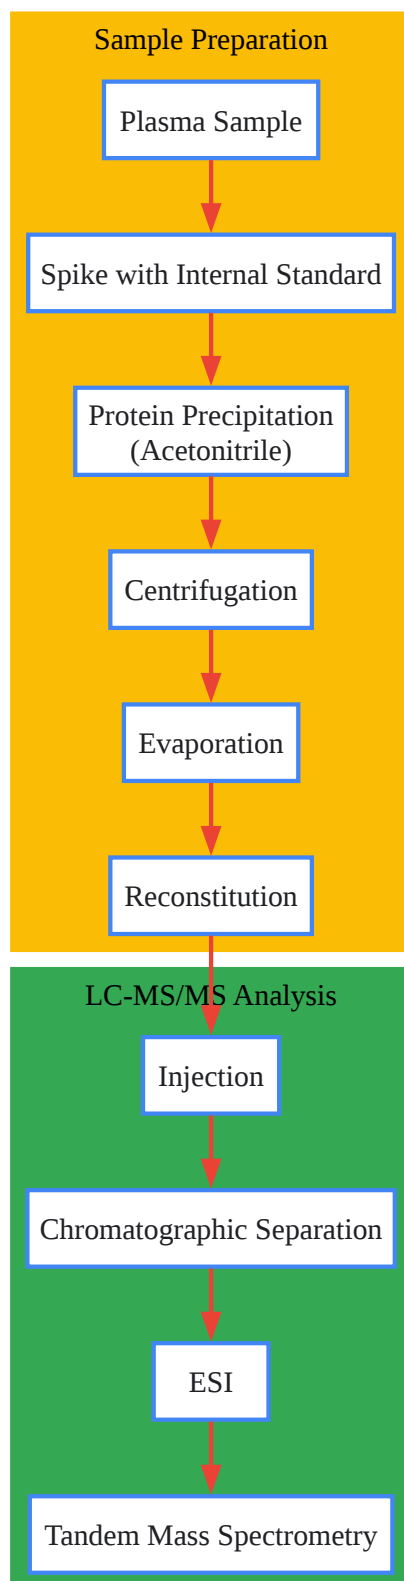 Sample Preparation
Plasma Sample
Spike with Internal Standard
Protein Precipitation
(Acetonitrile)
Centrifugation
Evaporation
Reconstitution
LC-MS/MS Analysis
Injection
Chromatographic Separation
ESI
Tandem Mass Spectrometry